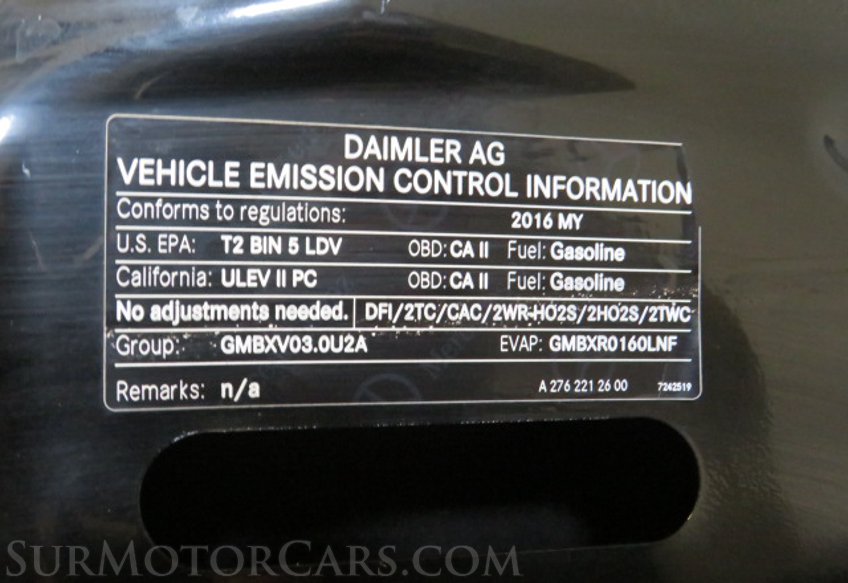 DAIMLER AG
VEHICLE EMISSION CONTROL INFORMATION
Conforms to regulations: 2016 MY
U.S. EPA: T2 BIN 5 LDV OBD: CA II Fuel: Gasoline
California: ULEV II PC OBD: CA II Fuel: Gasoline
No adjustments needed. DFI/2TC/CAC/2WR-HO2S/2HO2S/2TWC
Group: GMBXV03.0U2A EVAP: GMBXR0160LNF
Remarks: n/a A 276 221 26 00 7242519
SurMotorCars.com